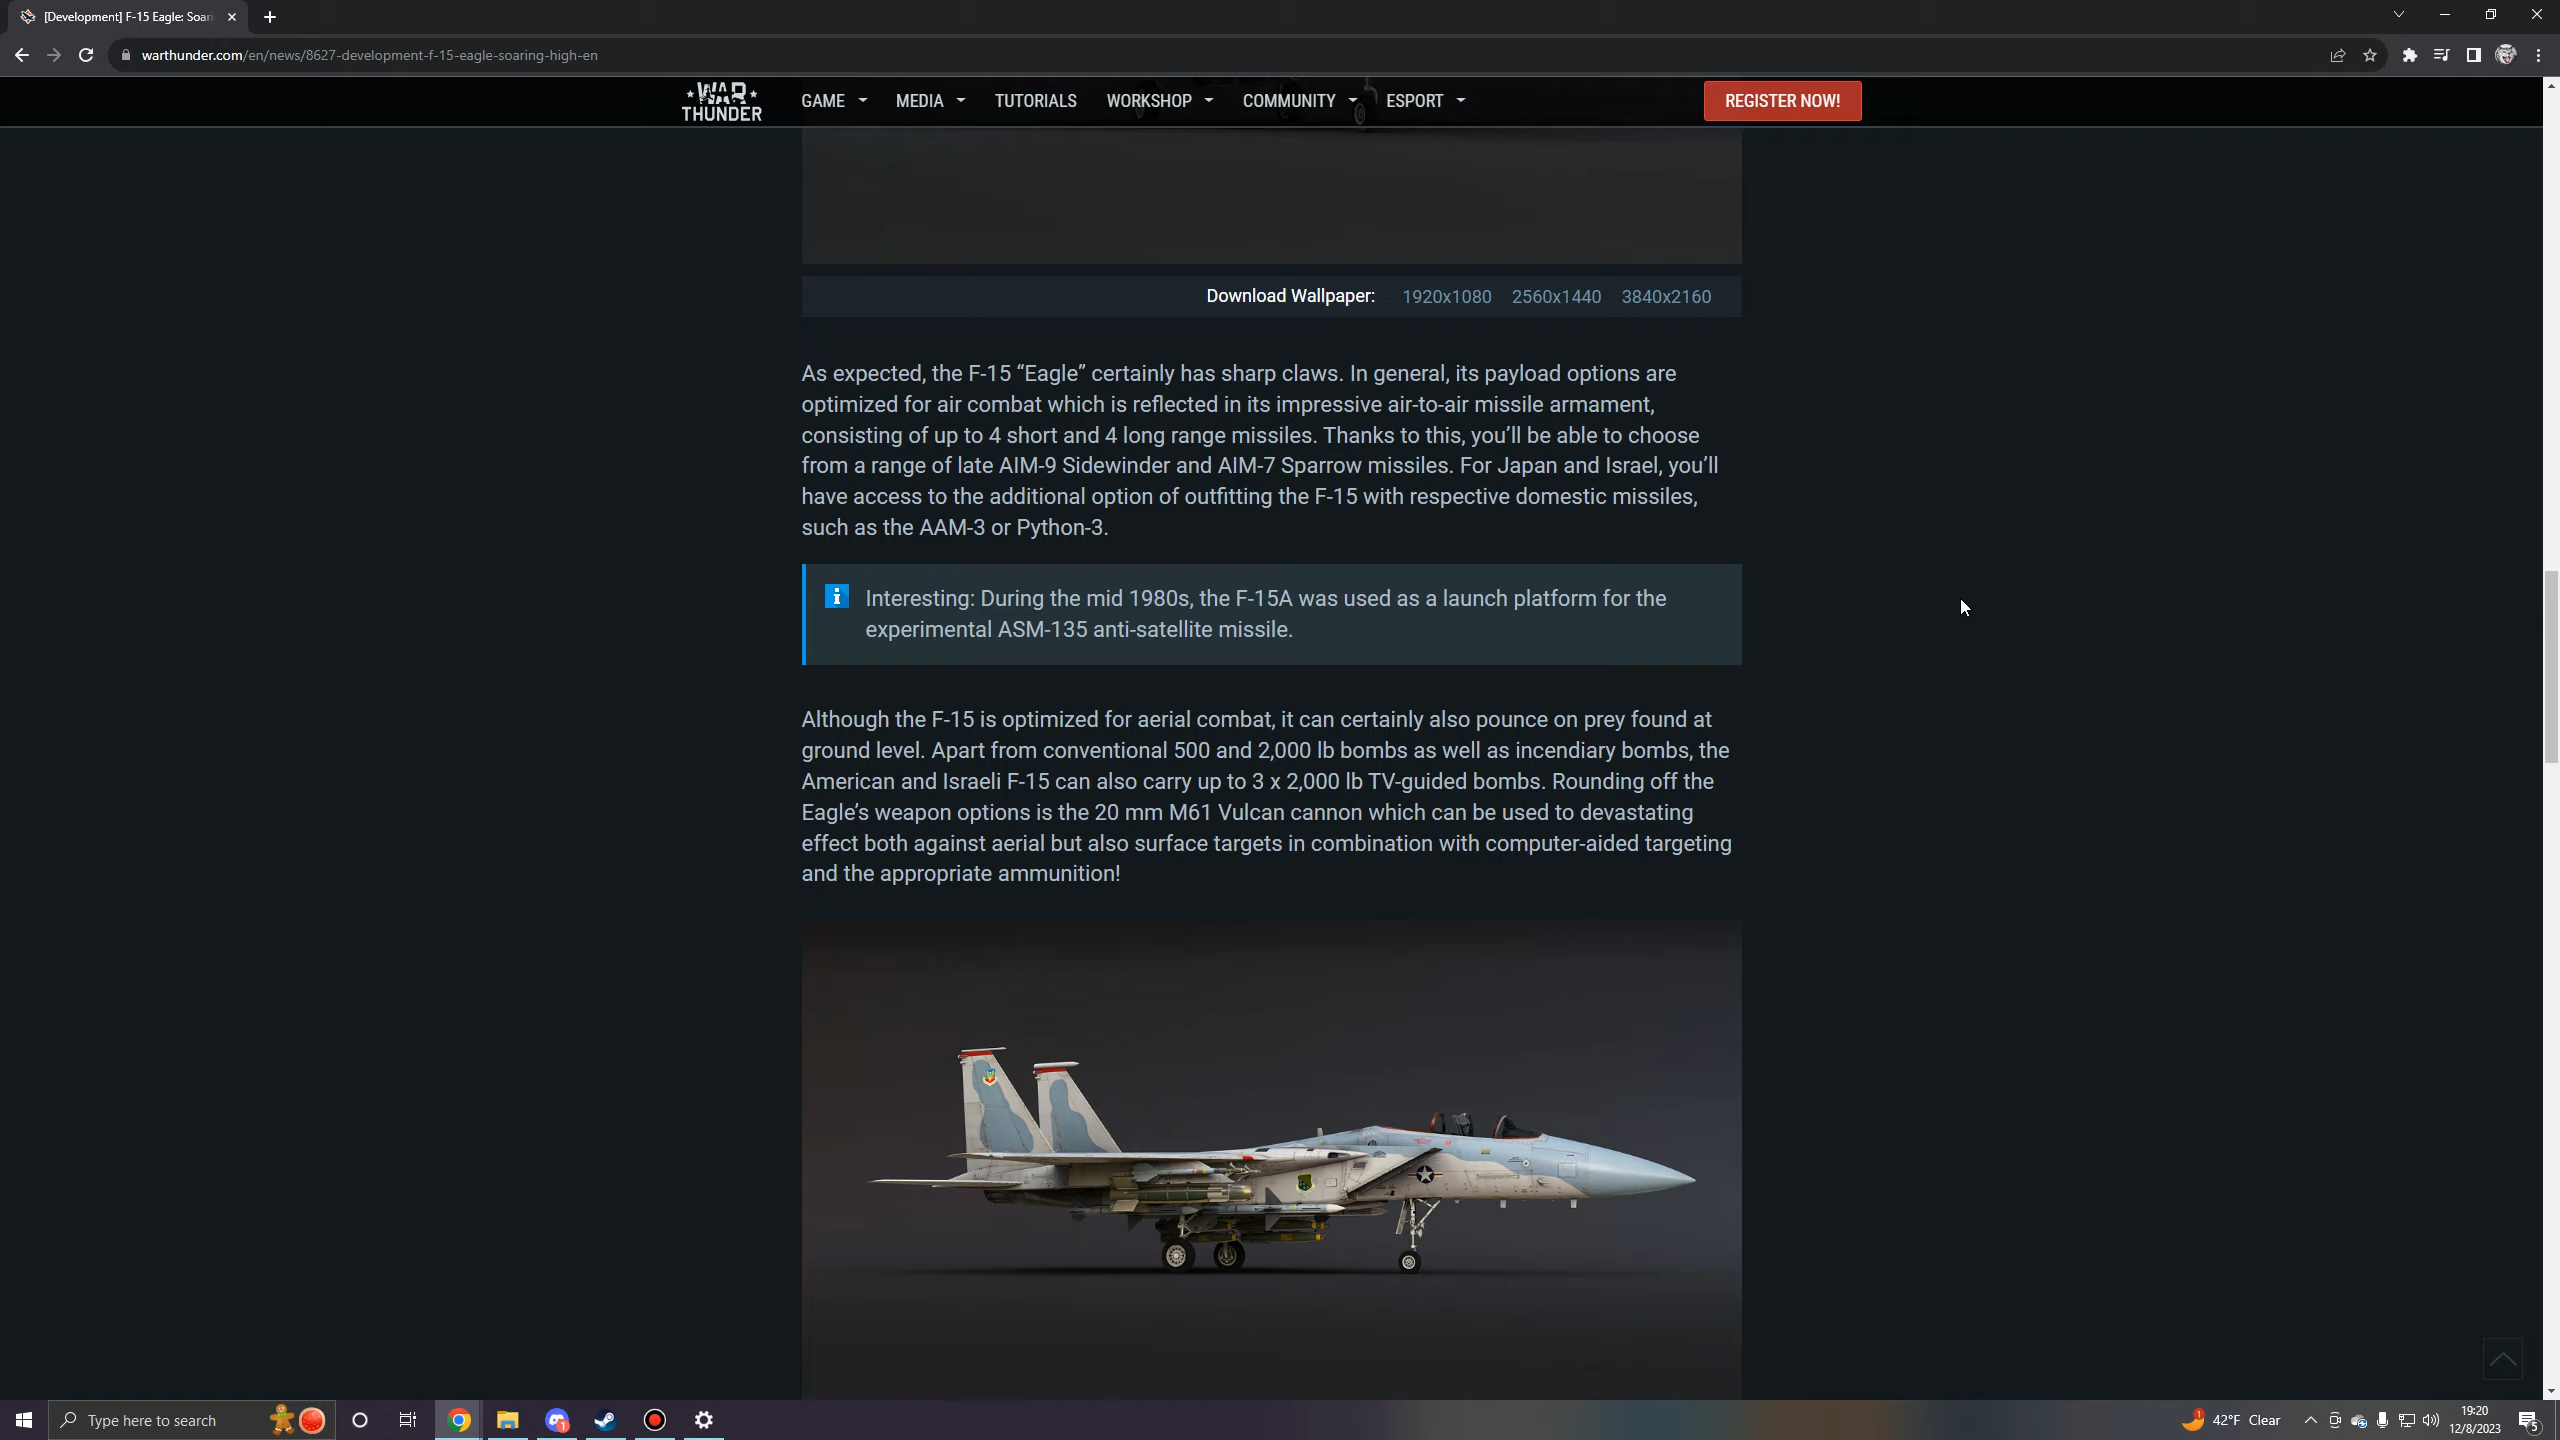 [Development] F-15 Eagle: Soari
warthunder.com/en/news/8627-development-f-15-eagle-soaring-high-en
WAR THUNDER
GAME
MEDIA
TUTORIALS
WORKSHOP
COMMUNITY
ESPORT
REGISTER NOW!
Download Wallpaper: 1920x1080 2560x1440 3840x2160
As expected, the F-15 “Eagle” certainly has sharp claws. In general, its payload options are
optimized for air combat which is reflected in its impressive air-to-air missile armament,
consisting of up to 4 short and 4 long range missiles. Thanks to this, you’ll be able to choose
from a range of late AIM-9 Sidewinder and AIM-7 Sparrow missiles. For Japan and Israel, you’ll
have access to the additional option of outfitting the F-15 with respective domestic missiles,
such as the AAM-3 or Python-3.
i Interesting: During the mid 1980s, the F-15A was used as a launch platform for the
experimental ASM-135 anti-satellite missile.
Although the F-15 is optimized for aerial combat, it can certainly also pounce on prey found at
ground level. Apart from conventional 500 and 2,000 lb bombs as well as incendiary bombs, the
American and Israeli F-15 can also carry up to 3 x 2,000 lb TV-guided bombs. Rounding off the
Eagle’s weapon options is the 20 mm M61 Vulcan cannon which can be used to devastating
effect both against aerial but also surface targets in combination with computer-aided targeting
and the appropriate ammunition!
Type here to search
1
1
42°F Clear
19:20
12/8/2023
5